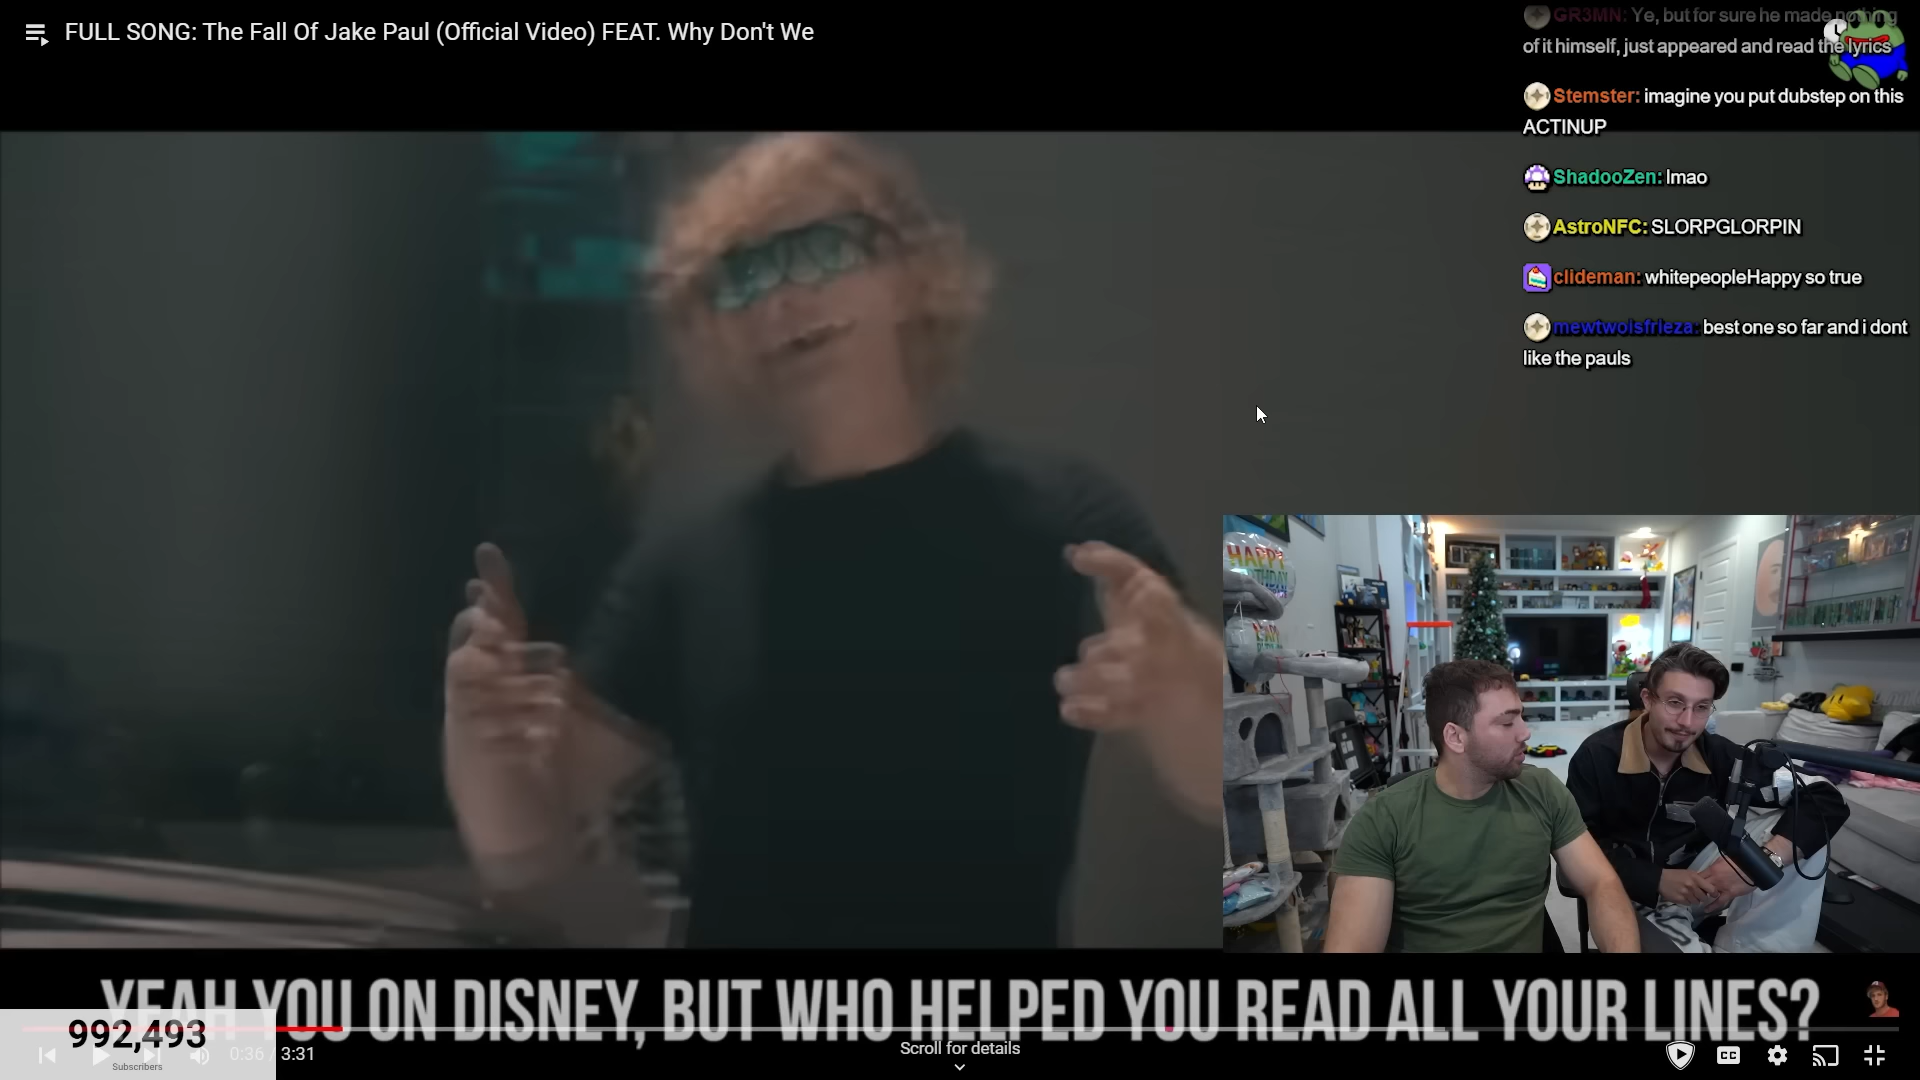 FULL SONG: The Fall Of Jake Paul (Official Video) FEAT. Why Don't We
GR3MN: Ye, but for sure he made nothing
of it himself, just appeared and read the lyrics
Stemster: imagine you put dubstep on this
ACTINUP
ShadooZen: lmao
AstroNFC: SLORPGLORPIN
clideman: whitepeopleHappy so true
mewtwoisfrieza: best one so far and i dont
like the pauls
HAPPY
YEAH YOU ON DISNEY, BUT WHO HELPED YOU READ ALL YOUR LINES?
992,493
Subscribers
0:36 / 3:31
Scroll for details
CC